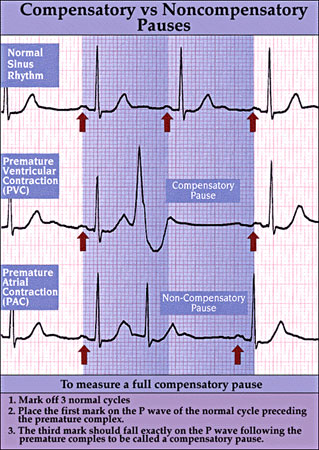 Compensatory vs Noncompensatory
Pauses
Normal
Sinus
Rhythm
Premature
Ventricular
Contraction
(PVC)
Compensatory
Pause
Premature
Atrial
Contraction
(PAC)
Non-Compensatory
Pause
To measure a full compensatory pause
1. Mark off 3 normal cycles
2. Place the first mark on the P wave of the normal cycle preceding
the premature complex.
3. The third mark should fall exactly on the P wave following the
premature comples to be called a compensatory pause.